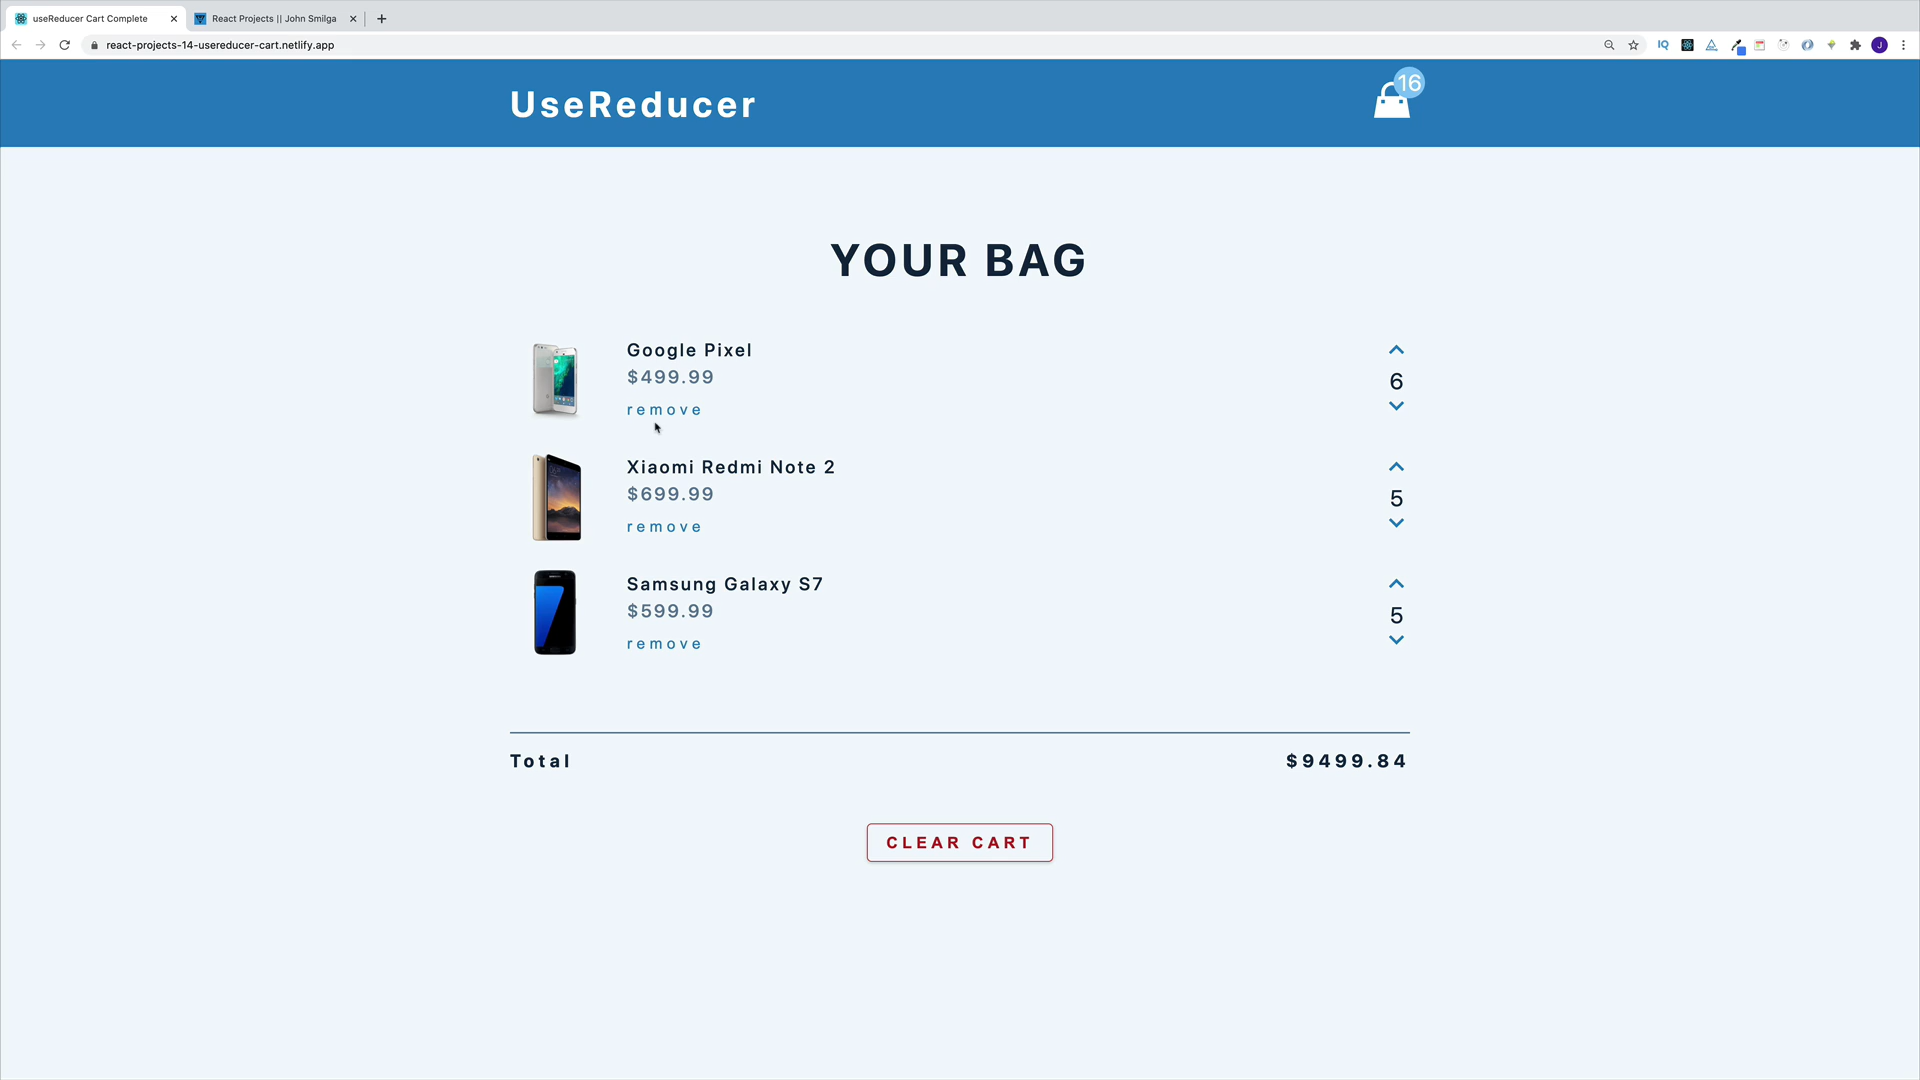 useReducer Cart Complete
React Projects || John Smilga
react-projects-14-usereducer-cart.netlify.app
IQ
J
UseReducer
16
YOUR BAG
Google Pixel
$499.99
remove
6
Xiaomi Redmi Note 2
$699.99
remove
5
Samsung Galaxy S7
$599.99
remove
5
Total
$9499.84
CLEAR CART